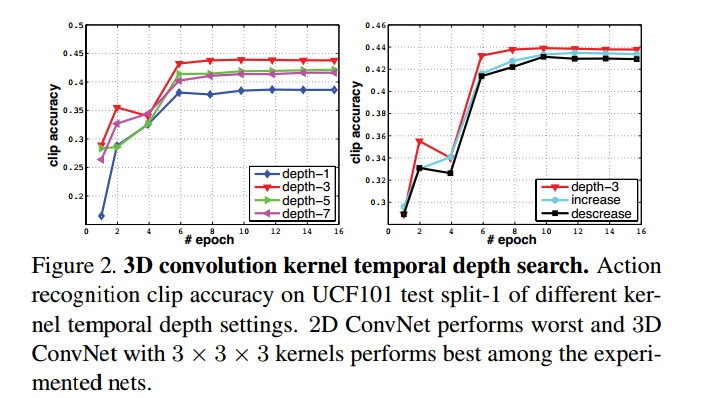 0.5
0.45
0.4
0.35
0.3
0.25
0.2
clip accuracy
0 2 4 6 8 10 12 14 16
# epoch
depth-1
depth-3
depth-5
depth-7
0.46
0.44
0.42
0.4
0.38
0.36
0.34
0.32
0.3
clip accuracy
0 2 4 6 8 10 12 14 16
# epoch
depth-3
increase
descrease
Figure 2. 3D convolution kernel temporal depth search. Action
recognition clip accuracy on UCF101 test split-1 of different ker-
nel temporal depth settings. 2D ConvNet performs worst and 3D
ConvNet with 3 × 3 × 3 kernels performs best among the experi-
mented nets.